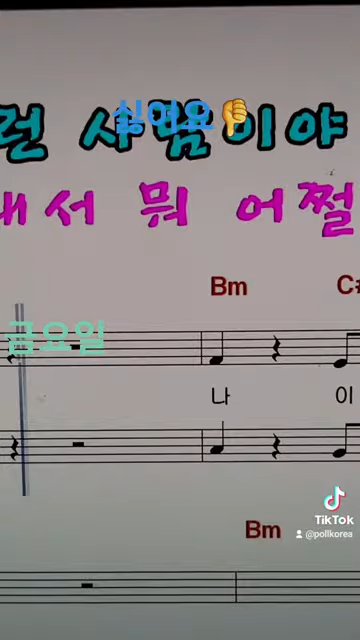 런 사람이야
싫어요👎
내서 뭐 어쩔
Bm C#
금요일
나 이
TikTok
@pollkorea
Bm